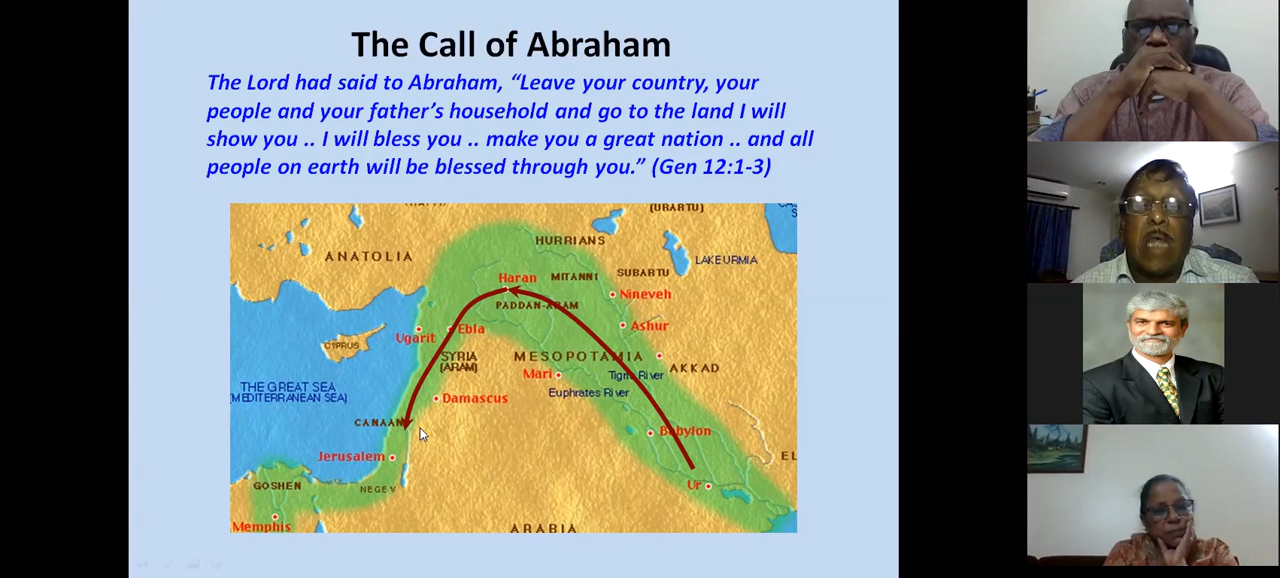 The Call of Abraham
The Lord had said to Abraham, “Leave your country, your
people and your father’s household and go to the land I will
show you .. I will bless you .. make you a great nation .. and all
people on earth will be blessed through you.” (Gen 12:1-3)
(URARTU)
HURRIANS
ANATOLIA
LAKE URMIA
Haran
MITANNI
SUBARTU
Nineveh
PADDAN-ARAM
Ashur
Ugarit
Ebla
CYPRUS
SYRIA
(ARAM)
MESOPOTAMIA
AKKAD
Mari
Tigris River
THE GREAT SEA
(MEDITERRANEAN SEA)
Euphrates River
Damascus
CANAAN
Babylon
Jerusalem
GOSHEN
NEGEV
Ur
Memphis
ARABIA